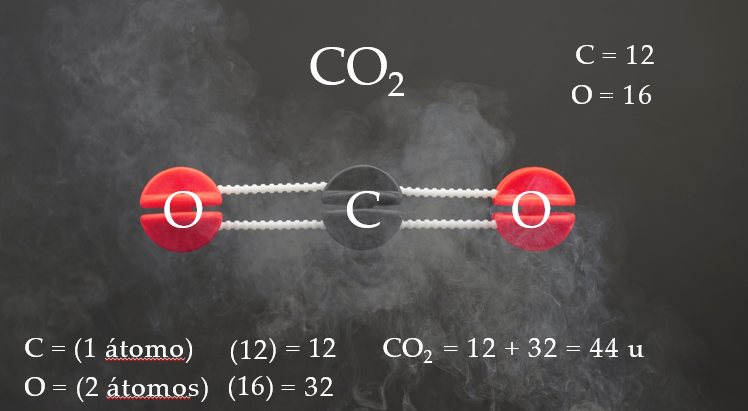 CO₂
C = 12
O = 16
O C O
C = (1 átomo) (12) = 12 CO₂ = 12 + 32 = 44 u
O = (2 átomos) (16) = 32